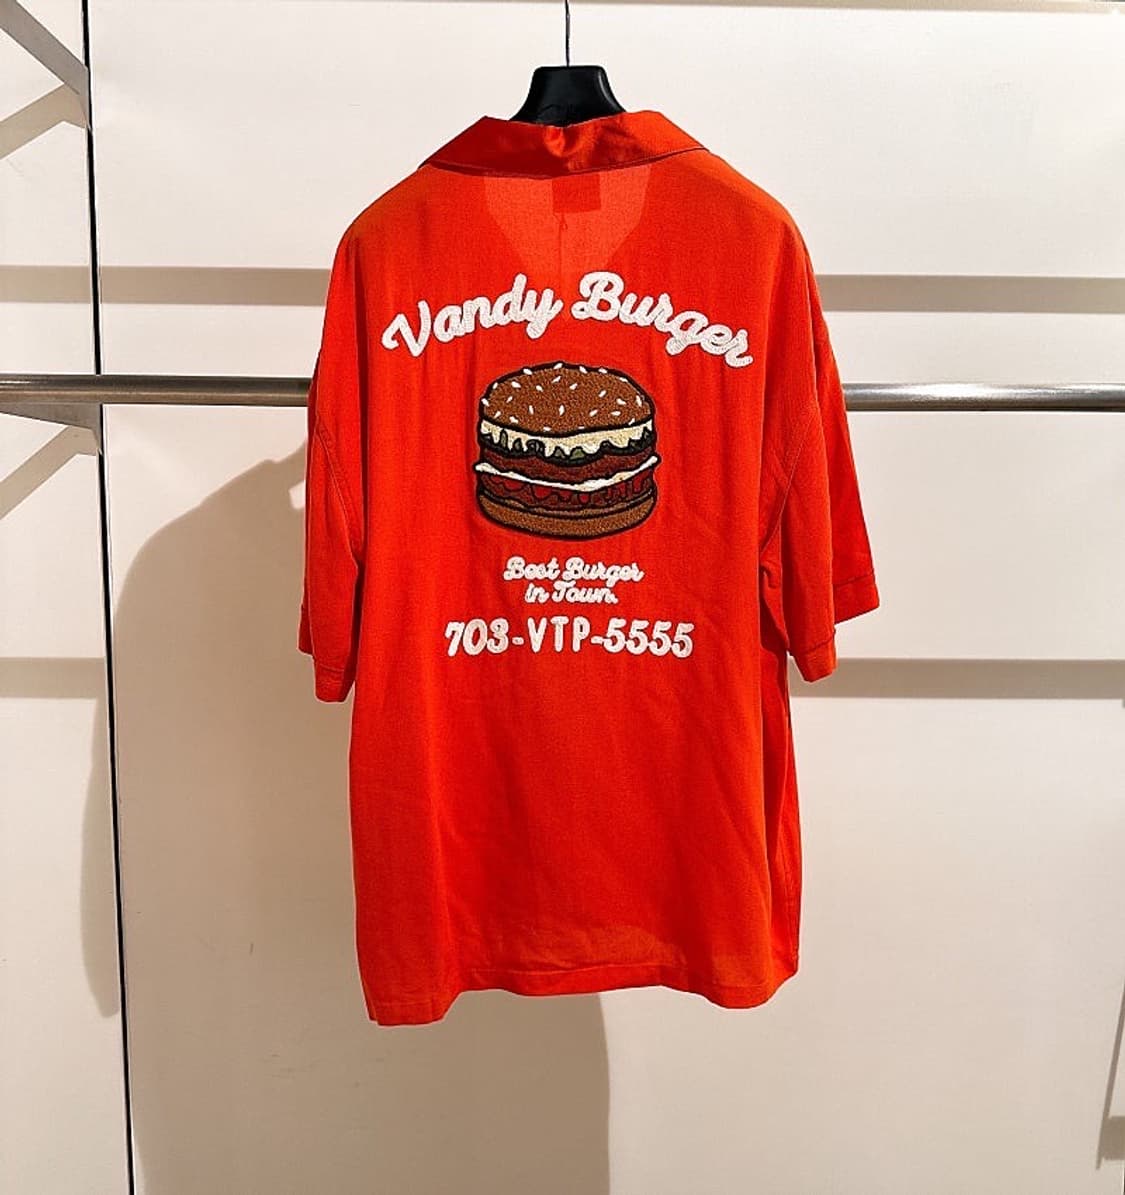 Vandy Burger
Best Burger
in Town.
703-VTP-5555